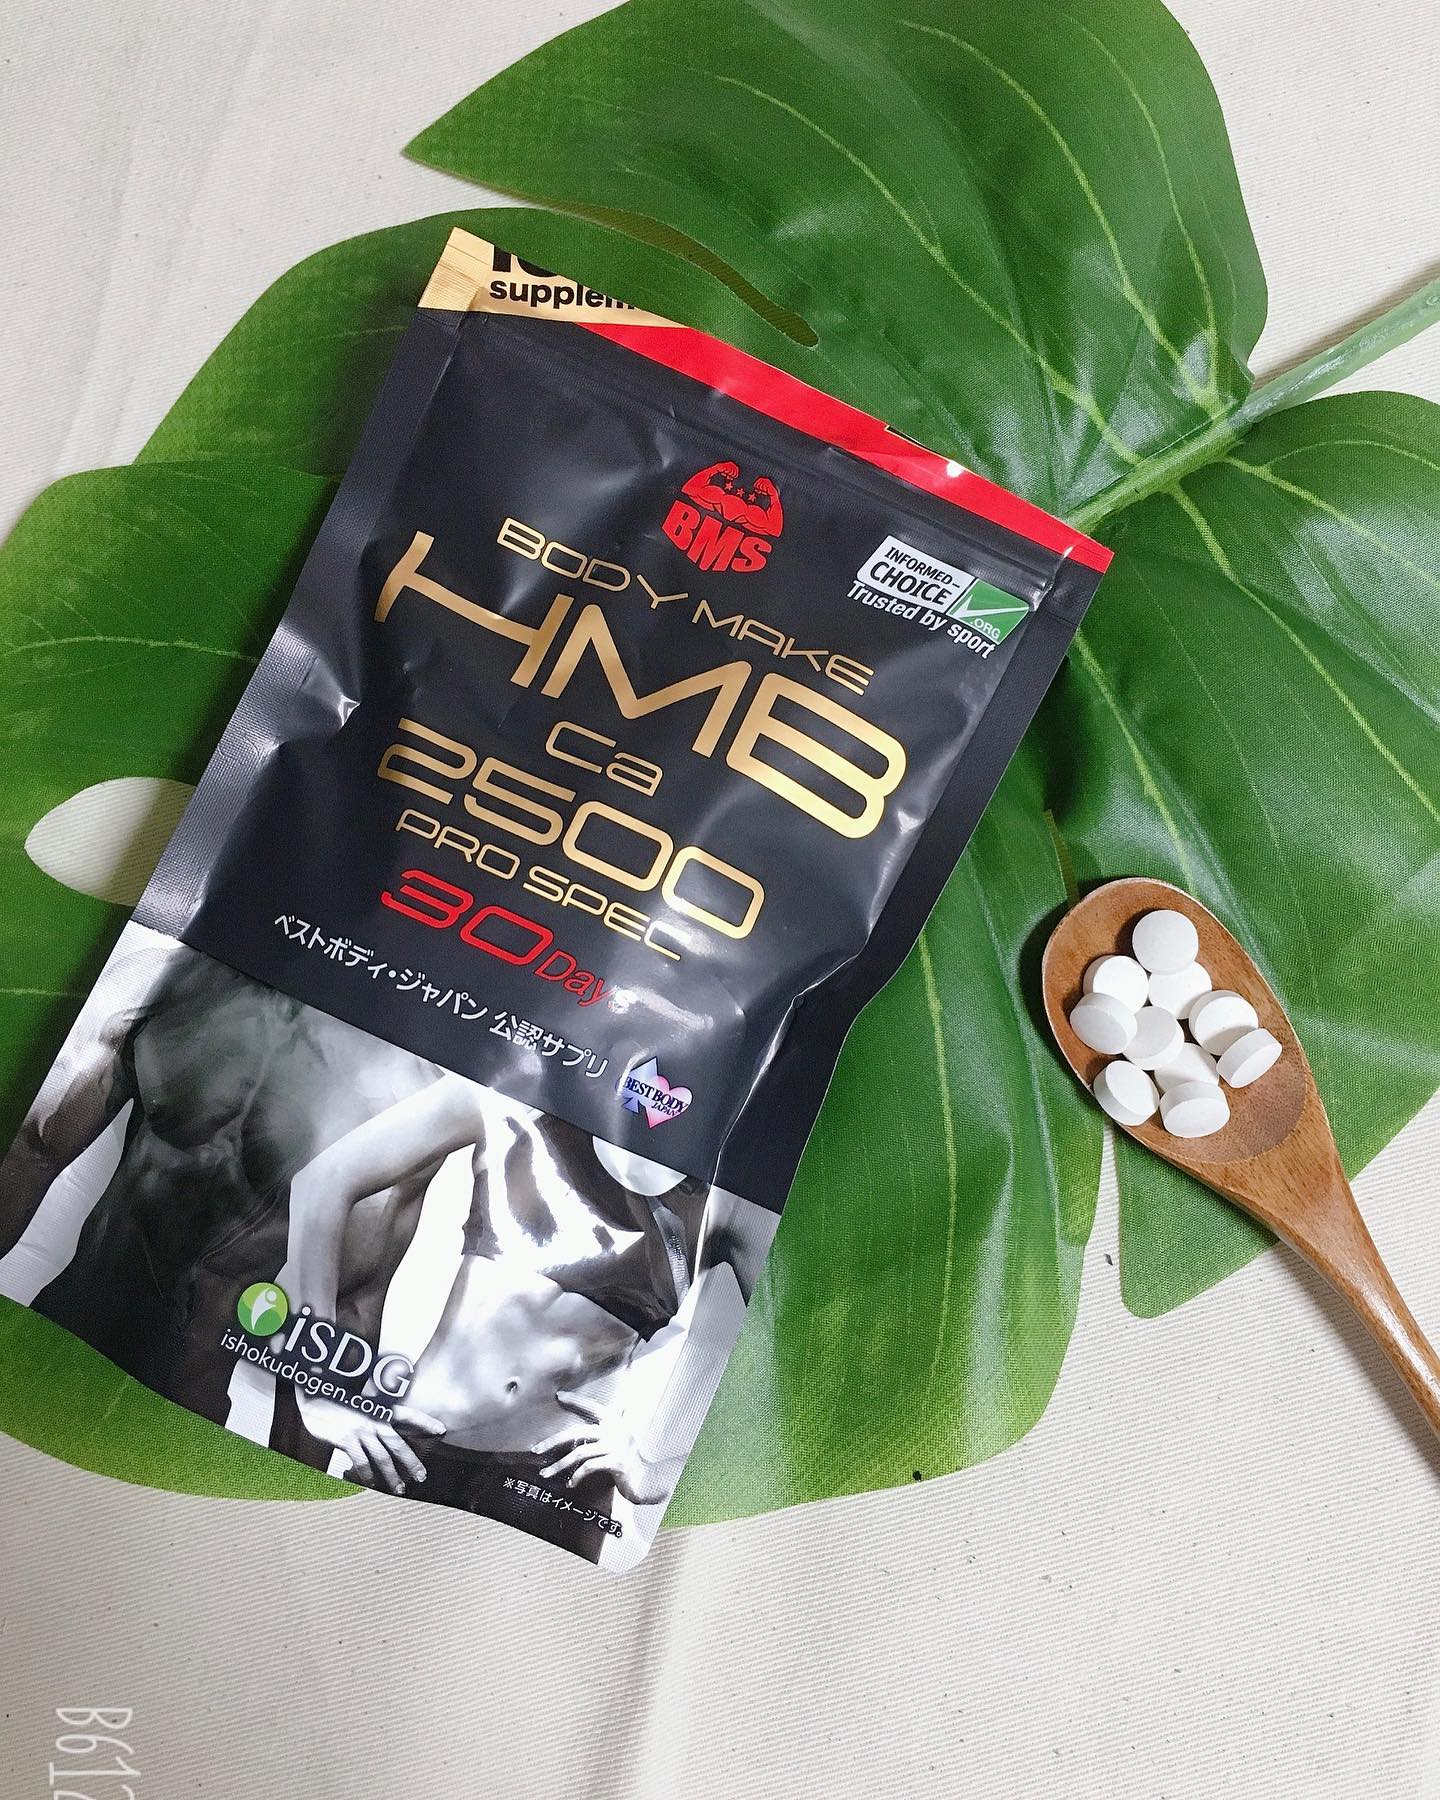 supplem
BMS
INFORMED-
CHOICE
.ORG
Trusted by sport
BODY MAKE
HMB
Ca
2500
PRO SPEC
30Days
ベストボディ・ジャパン 公認サプリ
BEST BODY
JAPAN
iSDG
ishokudogen.com
※写真はイメージです。
B612